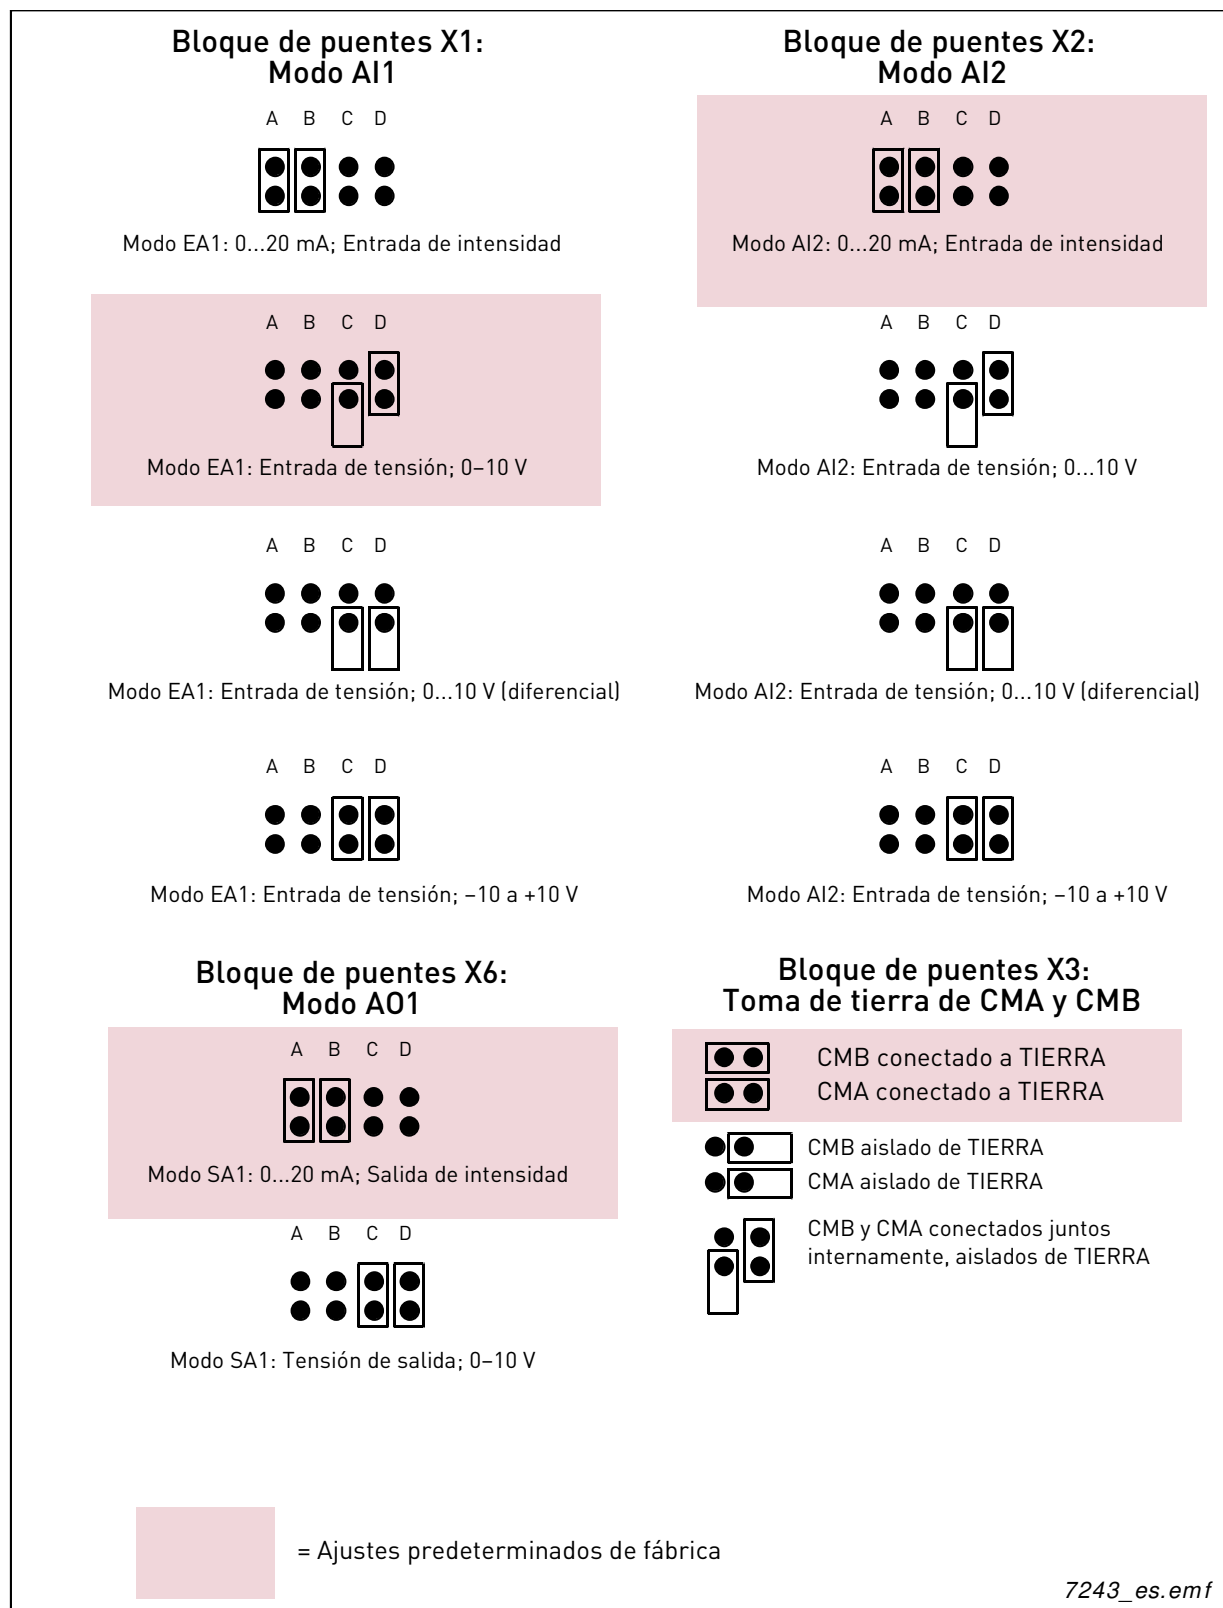 Bloque de puentes X1:
Modo AI1
A B C D
Modo EA1: 0...20 mA; Entrada de intensidad
A B C D
Modo EA1: Entrada de tensión; 0–10 V
A B C D
Modo EA1: Entrada de tensión; 0...10 V (diferencial)
A B C D
Modo EA1: Entrada de tensión; –10 a +10 V
Bloque de puentes X2:
Modo AI2
A B C D
Modo AI2: 0...20 mA; Entrada de intensidad
A B C D
Modo AI2: Entrada de tensión; 0...10 V
A B C D
Modo AI2: Entrada de tensión; 0...10 V (diferencial)
A B C D
Modo AI2: Entrada de tensión; –10 a +10 V
Bloque de puentes X6:
Modo AO1
A B C D
Modo SA1: 0...20 mA; Salida de intensidad
A B C D
Modo SA1: Tensión de salida; 0–10 V
Bloque de puentes X3:
Toma de tierra de CMA y CMB
CMB conectado a TIERRA
CMA conectado a TIERRA
CMB aislado de TIERRA
CMA aislado de TIERRA
CMB y CMA conectados juntos
internamente, aislados de TIERRA
= Ajustes predeterminados de fábrica
7243_es.emf